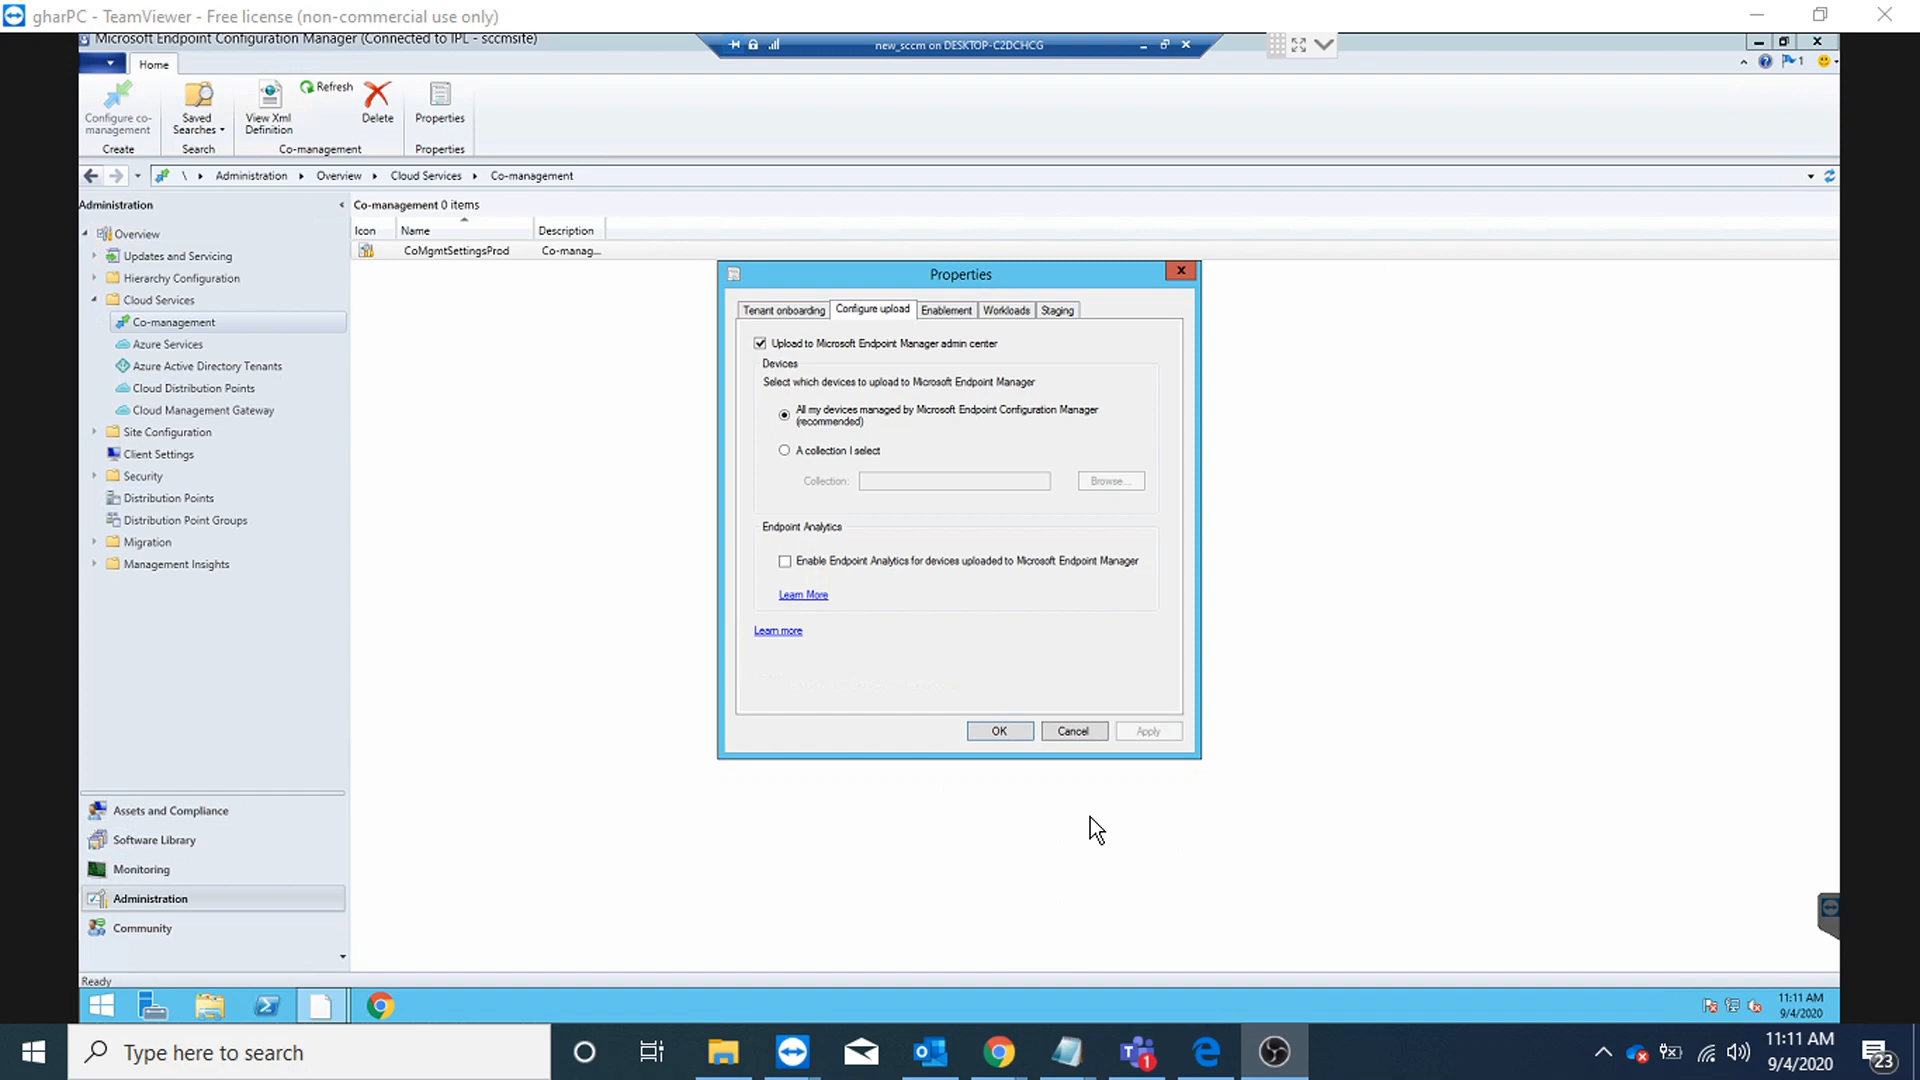 gharPC - TeamViewer - Free license (non-commercial use only)
Microsoft Endpoint Configuration Manager (Connected to IPL - sccmsite)
new_sccm on DESKTOP-C2DCHCG
Home
1
Configure co-management
Saved Searches
View Xml Definition
Refresh
Delete
Properties
Create
Search
Co-management
Properties
\ Administration Overview Cloud Services Co-management
Administration
Overview
Updates and Servicing
Hierarchy Configuration
Cloud Services
Co-management
Azure Services
Azure Active Directory Tenants
Cloud Distribution Points
Cloud Management Gateway
Site Configuration
Client Settings
Security
Distribution Points
Distribution Point Groups
Migration
Management Insights
Assets and Compliance
Software Library
Monitoring
Administration
Community
Co-management 0 items
Icon Name Description
CoMgmtSettingsProd Co-manag...
Properties
Tenant onboarding Configure upload Enablement Workloads Staging
Upload to Microsoft Endpoint Manager admin center
Devices
Select which devices to upload to Microsoft Endpoint Manager
All my devices managed by Microsoft Endpoint Configuration Manager
(recommended)
A collection I select
Collection: Browse...
Endpoint Analytics
Enable Endpoint Analytics for devices uploaded to Microsoft Endpoint Manager
Learn More
Learn more
OK Cancel Apply
Ready
11:11 AM
9/4/2020
Type here to search
1
11:11 AM
9/4/2020
23